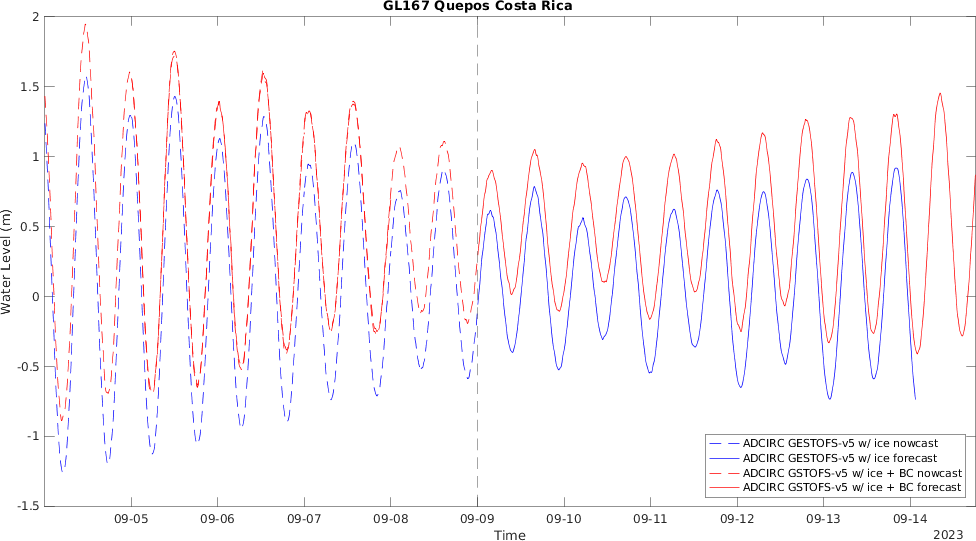 GL167 Quepos Costa Rica
2
1.5
1
0.5
0
-0.5
-1
-1.5
Water Level (m)
ADCIRC GESTOFS-v5 w/ ice nowcast
ADCIRC GESTOFS-v5 w/ ice forecast
ADCIRC GSTOFS-v5 w/ ice + BC nowcast
ADCIRC GSTOFS-v5 w/ ice + BC forecast
09-05 09-06 09-07 09-08 09-09 09-10 09-11 09-12 09-13 09-14
Time
2023